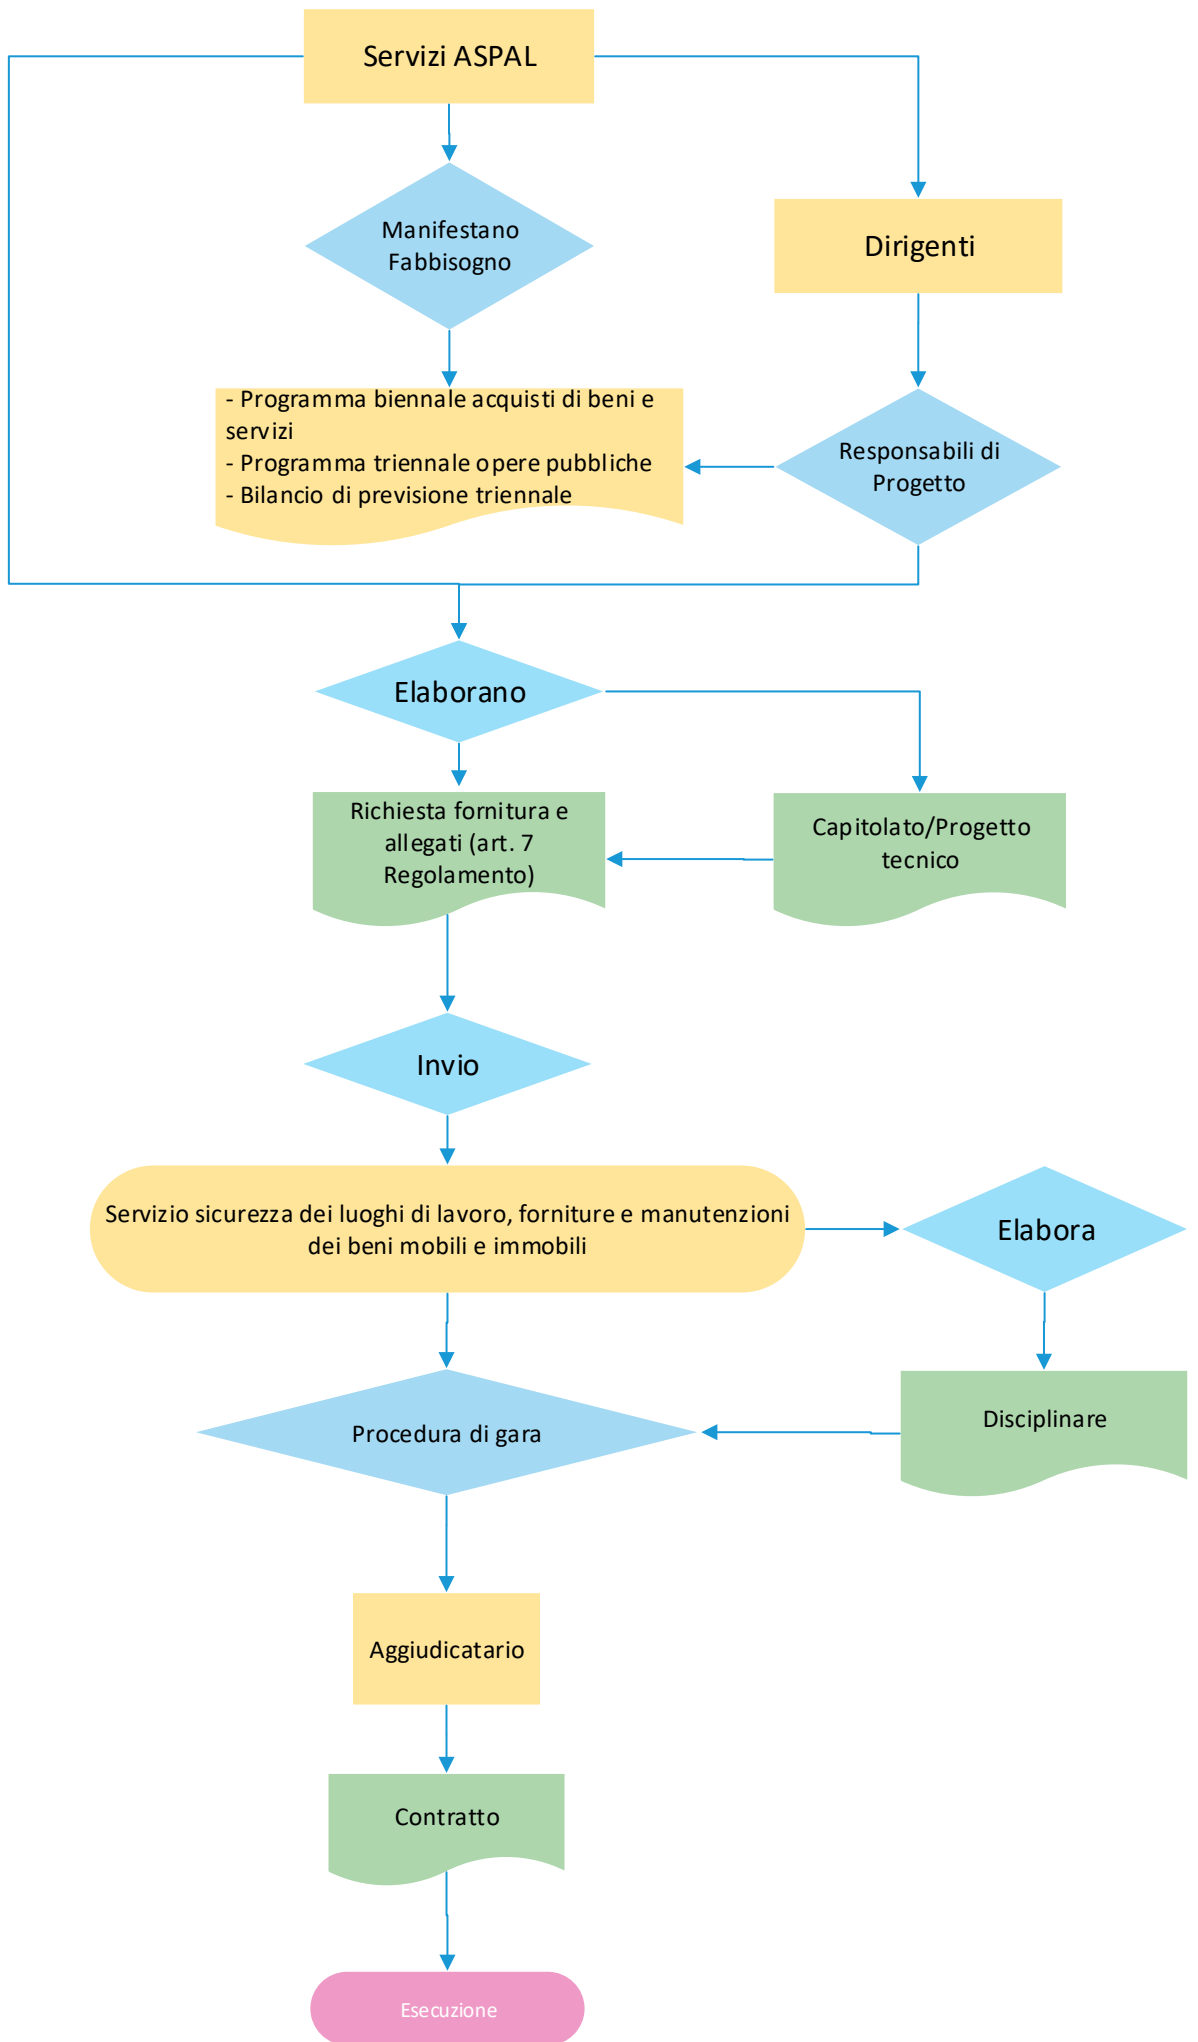 Servizi ASPAL
Manifestano
Fabbisogno
Dirigenti
- Programma biennale acquisti di beni e
servizi
- Programma triennale opere pubbliche
- Bilancio di previsione triennale
Responsabili di
Progetto
Elaborano
Richiesta fornitura e
allegati (art. 7
Regolamento)
Capitolato/Progetto
tecnico
Invio
Servizio sicurezza dei luoghi di lavoro, forniture e manutenzioni
dei beni mobili e immobili
Elabora
Procedura di gara
Disciplinare
Aggiudicatario
Contratto
Esecuzione